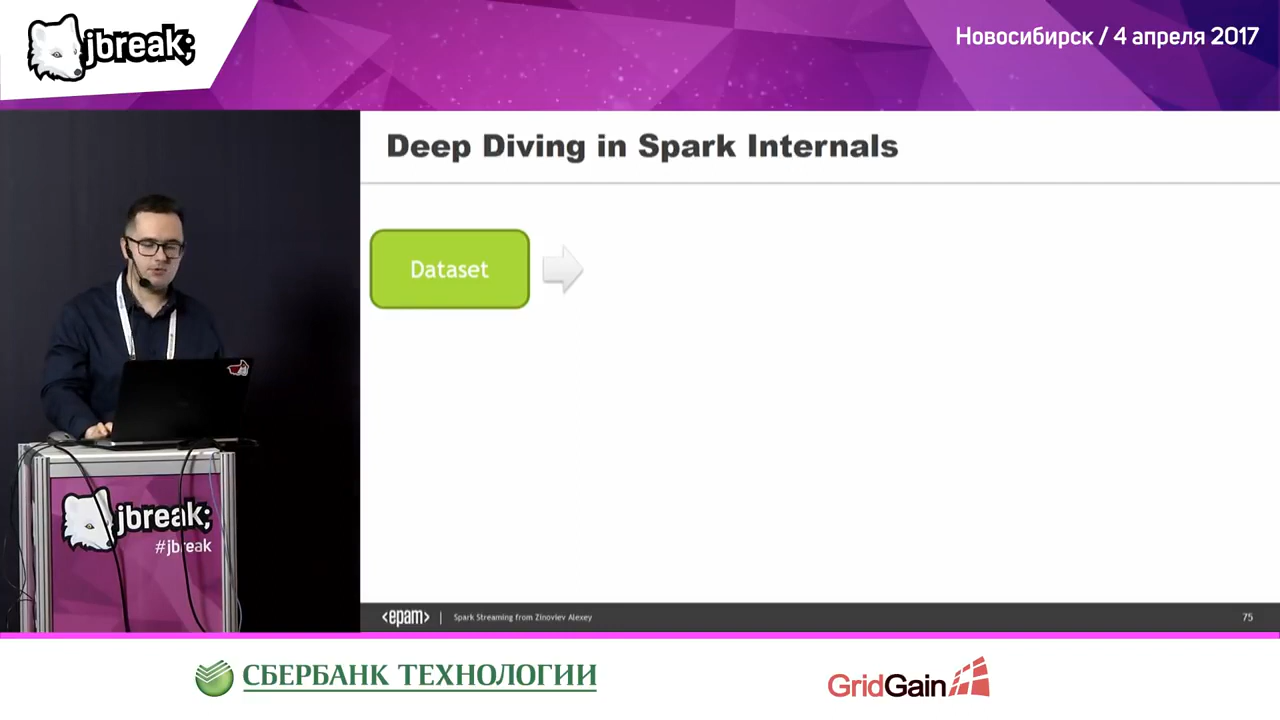 jbreak;
Новосибирск / 4 апреля 2017
Deep Diving in Spark Internals
Dataset
jbreak;
#jbreak
<epam> | Spark Streaming from Zinoviev Alexey 75
СБЕРБАНК ТЕХНОЛОГИИ
GridGain